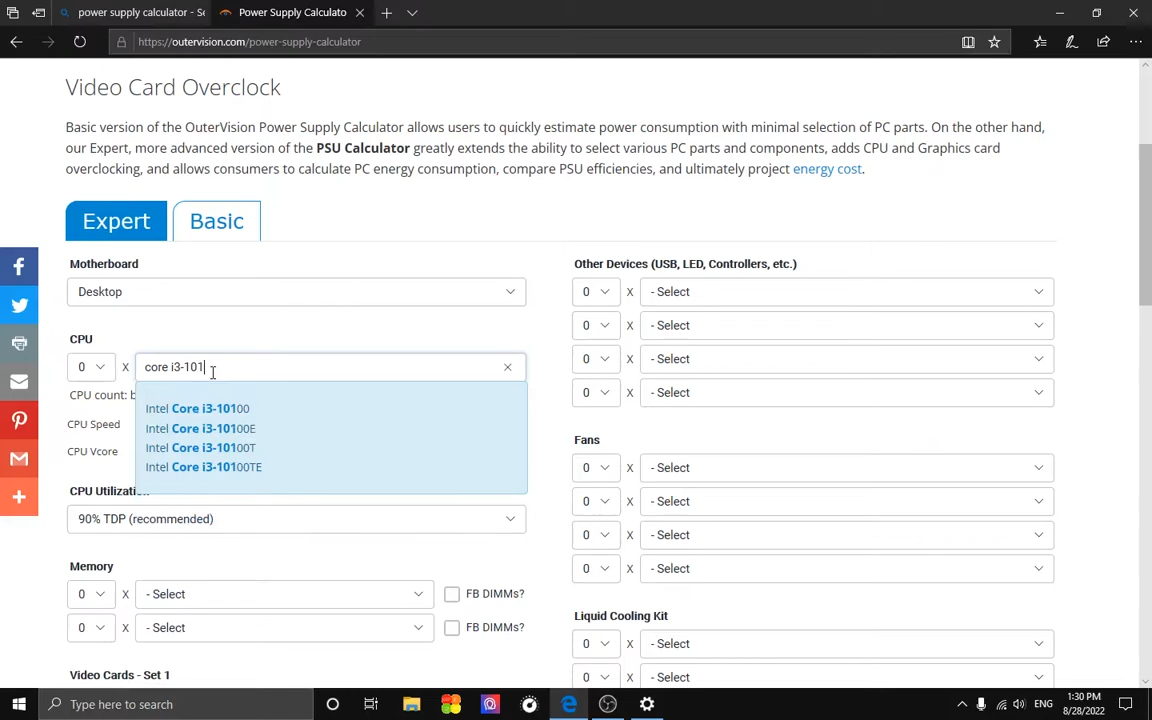 power supply calculator - Se
Power Supply Calculato
https://outervision.com/power-supply-calculator
Video Card Overclock
Basic version of the OuterVision Power Supply Calculator allows users to quickly estimate power consumption with minimal selection of PC parts. On the other hand,
our Expert, more advanced version of the PSU Calculator greatly extends the ability to select various PC parts and components, adds CPU and Graphics card
overclocking, and allows consumers to calculate PC energy consumption, compare PSU efficiencies, and ultimately project energy cost.
Expert
Basic
Motherboard
Desktop
CPU
0 X core i3-101
CPU count: b
Intel Core i3-10100
Intel Core i3-10100E
Intel Core i3-10100T
Intel Core i3-10100TE
CPU Speed
CPU Vcore
CPU Utilizatio
90% TDP (recommended)
Memory
0 X - Select FB DIMMs?
0 X - Select FB DIMMs?
Video Cards - Set 1
Other Devices (USB, LED, Controllers, etc.)
0 X - Select
0 X - Select
0 X - Select
0 X - Select
Fans
0 X - Select
0 X - Select
0 X - Select
0 X - Select
Liquid Cooling Kit
0 X - Select
0 X - Select
Type here to search
ENG
1:30 PM
8/28/2022